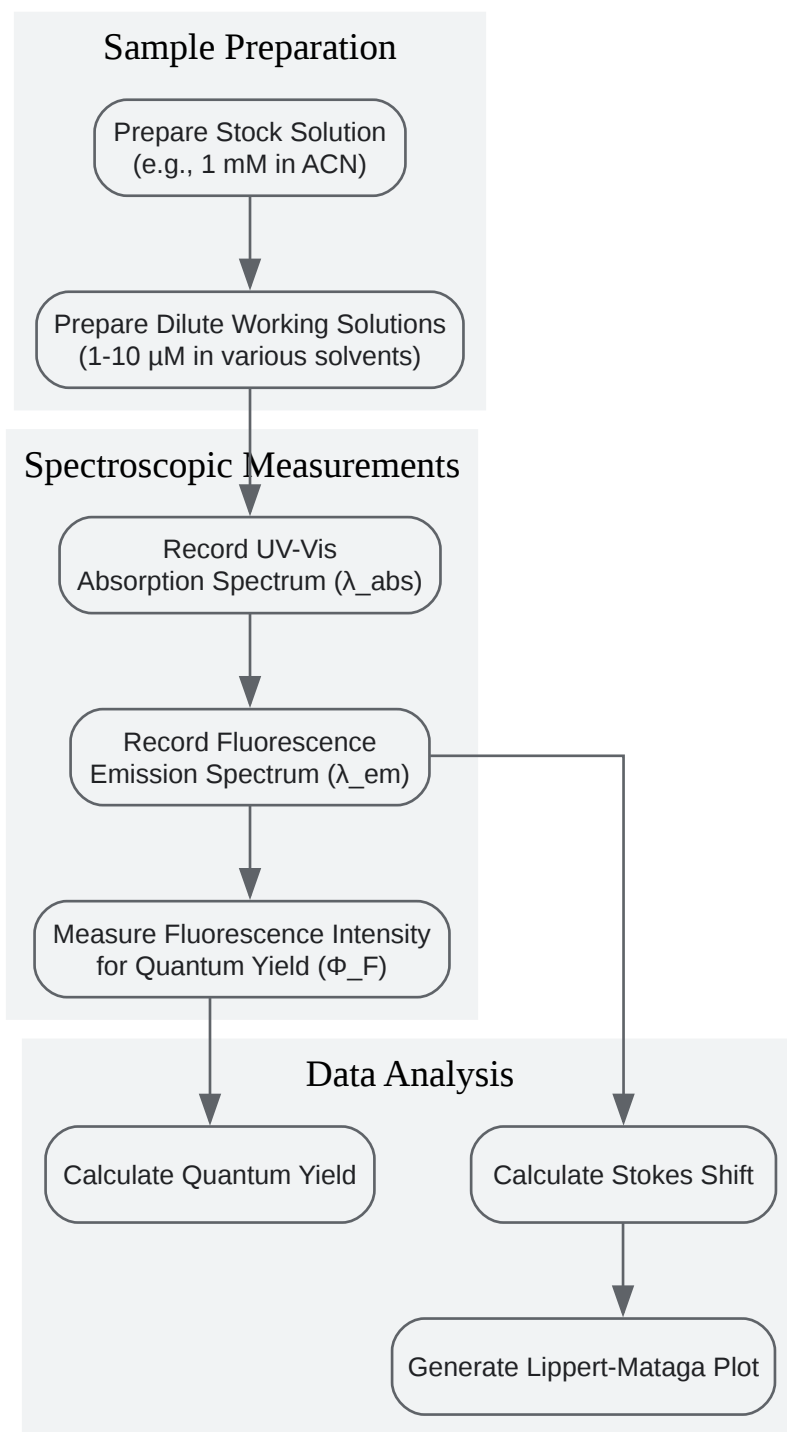 Sample Preparation
Prepare Stock Solution
(e.g., 1 mM in ACN)
Prepare Dilute Working Solutions
(1-10 µM in various solvents)
Spectroscopic Measurements
Record UV-Vis
Absorption Spectrum (λ_abs)
Record Fluorescence
Emission Spectrum (λ_em)
Measure Fluorescence Intensity
for Quantum Yield (Φ_F)
Data Analysis
Calculate Quantum Yield
Calculate Stokes Shift
Generate Lippert-Mataga Plot